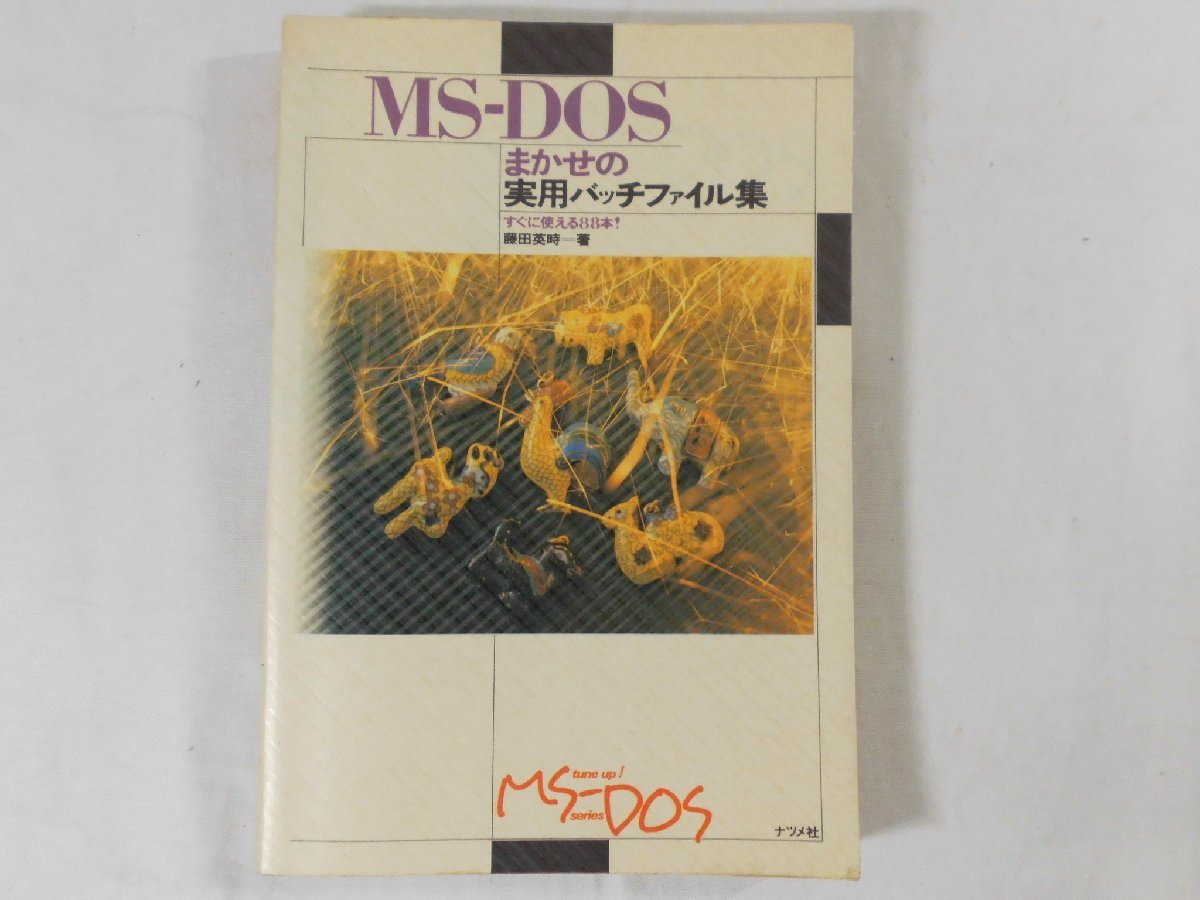 MS-DOS
まかせの
実用バッチファイル集
すぐに使える88本!
藤田英時=著
tune up!
MS-DOS
series
ナツメ社